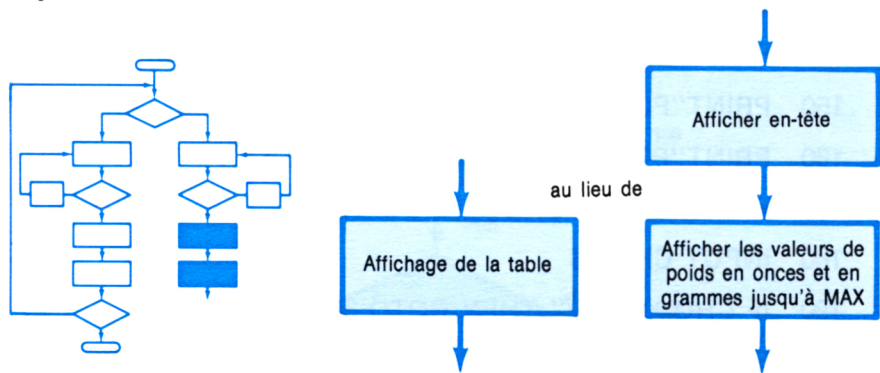 Affichage de la table
au lieu de
Afficher en-tête
Afficher les valeurs de
poids en onces et en
grammes jusqu'à MAX